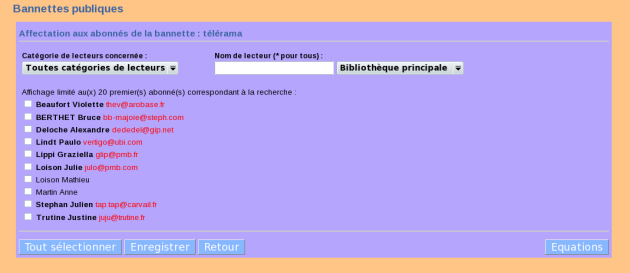 Bannettes publiques
Affectation aux abonnés de la bannette : télérama
Catégorie de lecteurs concernée : Nom de lecteur (* pour tous) :
Toutes catégories de lecteurs Bibliothèque principale
Affichage limité au(x) 20 premier(s) abonné(s) correspondant à la recherche :
Beaufort Violette thev@arobase.fr
BERTHET Bruce bb-majoie@steph.com
Deloche Alexandre dededel@gip.net
Lindt Paulo vertigo@ubi.com
Lippi Graziella glip@pmb.fr
Loison Julie julo@pmb.com
Loison Mathieu
Martin Anne
Stephan Julien tap.tap@carvail.fr
Trutine Justine juju@trutine.fr
Tout sélectionner Enregistrer Retour Equations